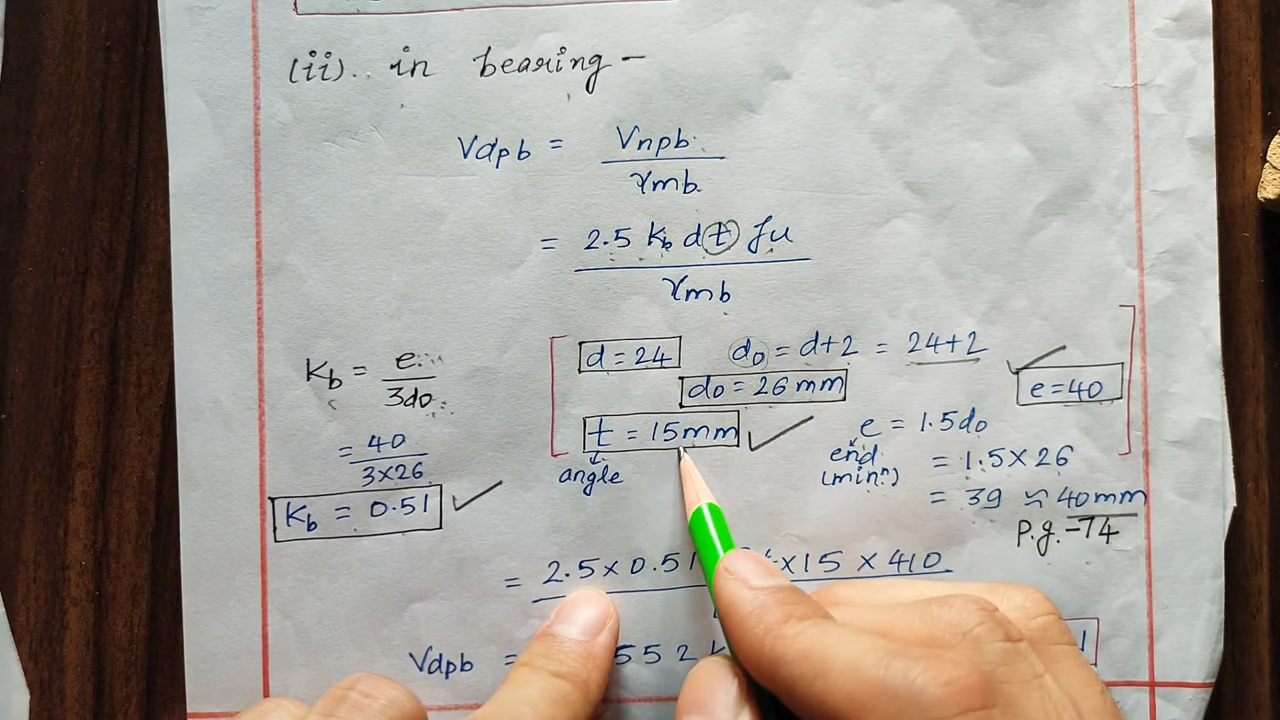 (ii). in bearing -
Vdpb = Vnpb / γmb
= 2.5 Kb d t fu / γmb
Kb = e / 3do
= 40 / 3×26
Kb = 0.51
d = 24 do = d+2 = 24+2
do = 26 mm e = 40
t = 15mm e = 1.5do
angle end = 1.5×26
(minⁿ) = 39 ≈ 40mm
p.g.-74
= 2.5×0.51 ×15×410
Vdpb = 552